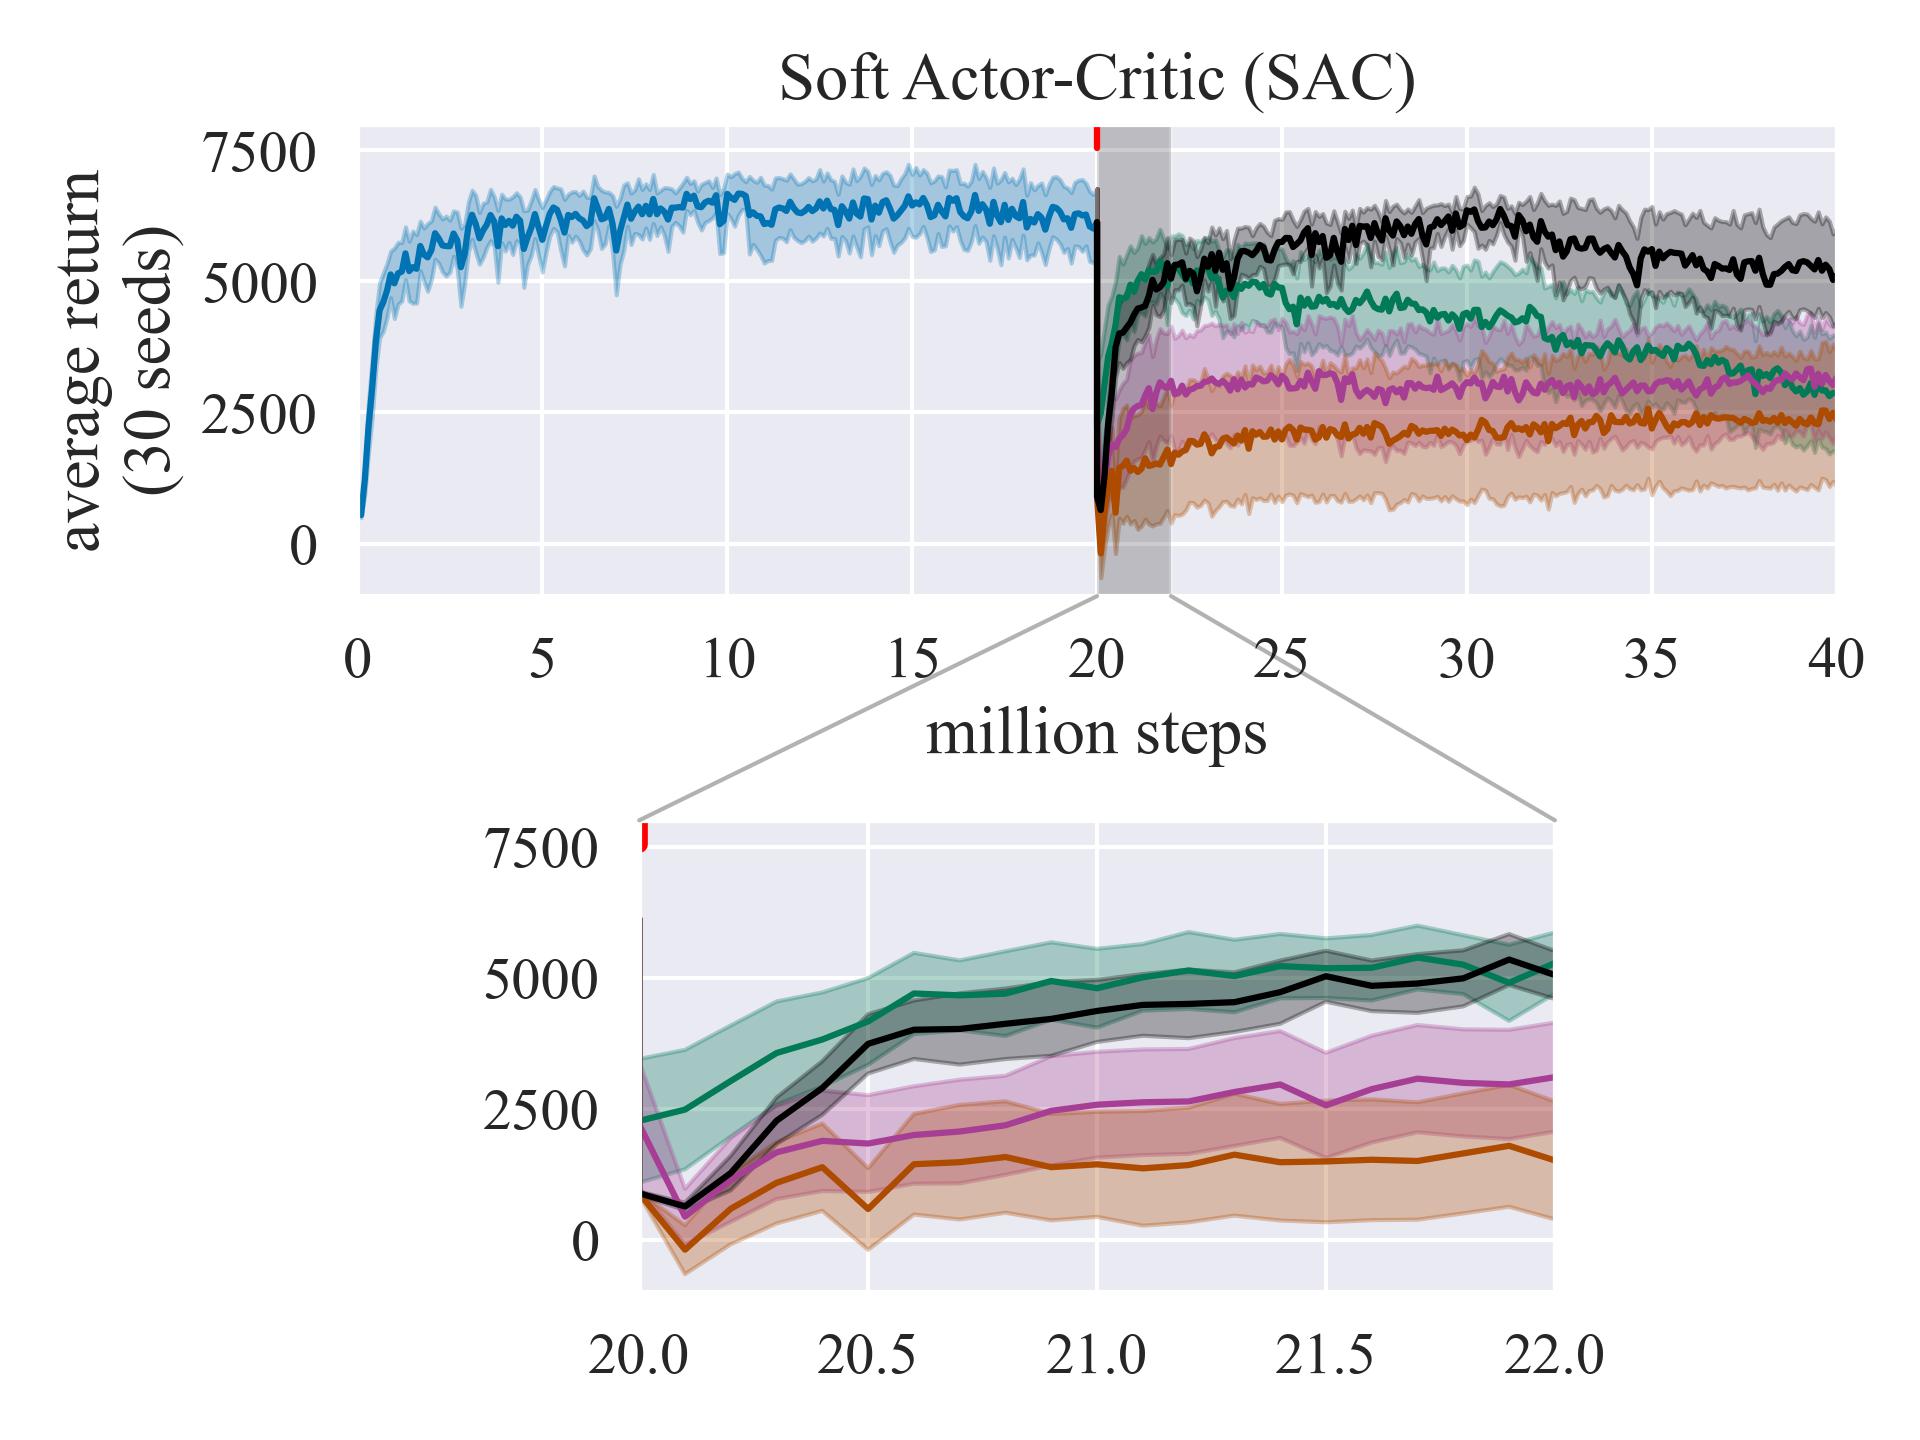 Soft Actor-Critic (SAC)
average return
(30 seeds)
7500
5000
2500
0
0 5 10 15 20 25 30 35 40
million steps
7500
5000
2500
0
20.0 20.5 21.0 21.5 22.0